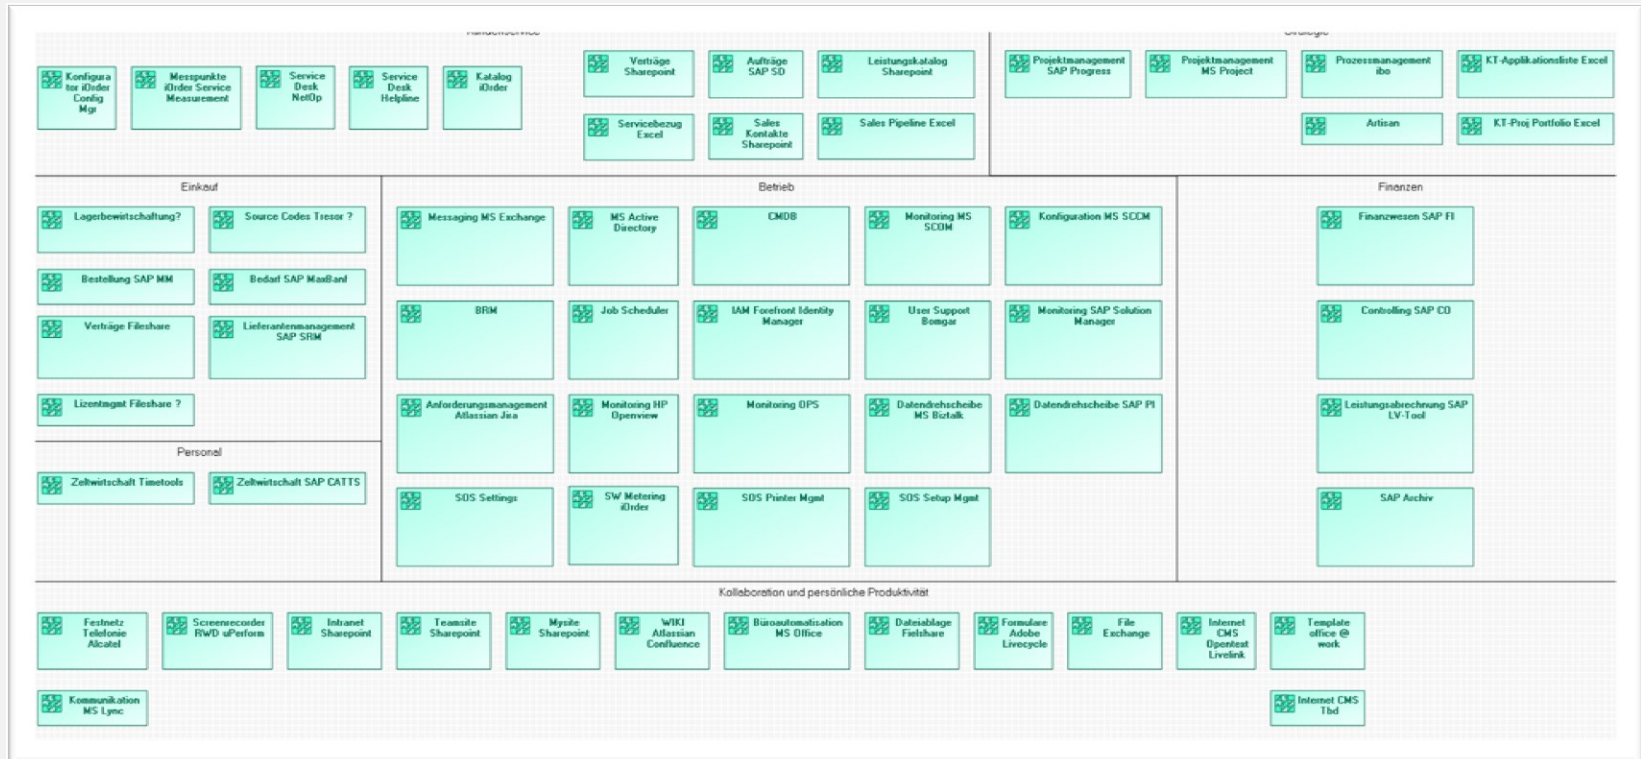 Kundenservice
Strategie
Konfigura
tor iOrder
Config
Mgr
Messpunkte
iOrder Service
Measurement
Service
Desk
NetOp
Service
Desk
Helpline
Katalog
iOrder
Verträge
Sharepoint
Aufträge
SAP SD
Leistungskatalog
Sharepoint
Servicebezug
Excel
Sales
Kontakte
Sharepoint
Sales Pipeline Excel
Projektmanagement
SAP Progress
Projektmanagement
MS Project
Prozessmanagement
ibo
KT-Applikationsliste Excel
Artisan
KT-Proj Portfolio Excel
Einkauf
Lagerbewirtschaftung?
Source Codes Tresor ?
Bestellung SAP MM
Bedarf SAP MaxBanf
Verträge Fileshare
Lieferantenmanagement
SAP SRM
Lizentmgmt Fileshare ?
Personal
Zeitwirtschaft Timetools
Zeitwirtschaft SAP CATTS
Betrieb
Messaging MS Exchange
MS Active
Directory
CMDB
Monitoring MS
SCOM
Konfiguration MS SCCM
BRM
Job Scheduler
IAM Forefront Identity
Manager
User Support
Bomgar
Monitoring SAP Solution
Manager
Anforderungsmanagement
Atlassian Jira
Monitoring HP
Openview
Monitoring OPS
Datendrehscheibe
MS Biztalk
Datendrehscheibe SAP PI
SOS Settings
SW Metering
iOrder
SOS Printer Mgmt
SOS Setup Mgmt
Finanzen
Finanzwesen SAP FI
Controlling SAP CO
Leistungsabrechnung SAP
LV-Tool
SAP Archiv
Kollaboration und persönliche Produktivität
Festnetz
Telefonie
Alcatel
Screenrecorder
RWD uPerform
Intranet
Sharepoint
Teamsite
Sharepoint
Mysite
Sharepoint
WIKI
Atlassian
Confluence
Büroautomatisation
MS Office
Dateiablage
Fielshare
Formulare
Adobe
Livecycle
File
Exchange
Internet
CMS
Opentext
Livelink
Template
office @
work
Kommunikation
MS Lync
Internet CMS
Tbd